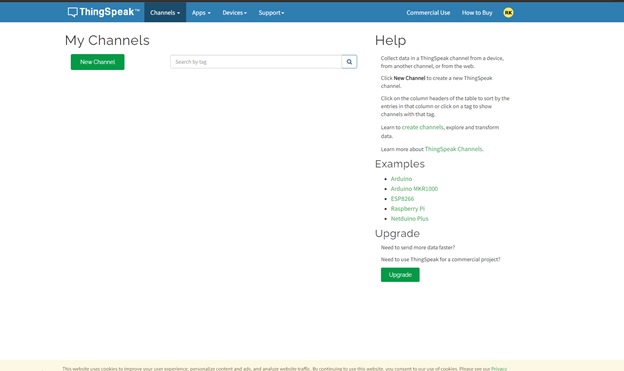 ThingSpeak™ Channels Apps Devices Support Commercial Use How to Buy RK
My Channels
New Channel
Search by tag
Help
Collect data in a ThingSpeak channel from a device,
from another channel, or from the web.
Click New Channel to create a new ThingSpeak
channel.
Click on the column headers of the table to sort by the
entries in that column or click on a tag to show
channels with that tag.
Learn to create channels, explore and transform
data.
Learn more about ThingSpeak Channels.
Examples
Arduino
Arduino MKR1000
ESP8266
Raspberry Pi
Netduino Plus
Upgrade
Need to send more data faster?
Need to use ThingSpeak for a commercial project?
Upgrade
This website uses cookies to improve your user experience, personalize content and ads, and analyze website traffic. By continuing to use this website, you consent to our use of cookies. Please see our Privacy